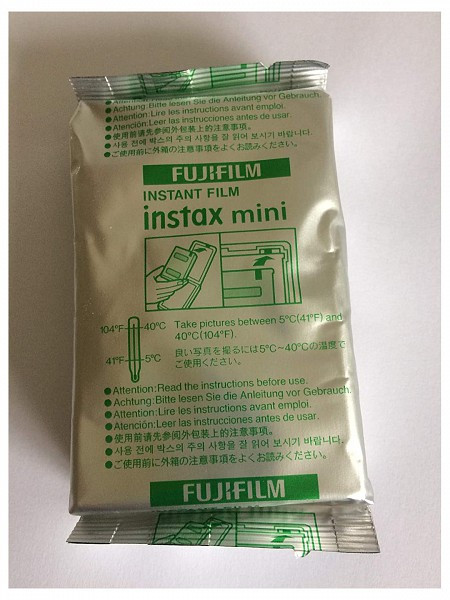 ●Attention:Lire les instructions avant emploi.
●Achtung:Bitte lesen Sie die Anleitung vor Gebrauch.
●Attention:Lire les instructions avant emploi.
●Atención:Leer las instrucciones antes de usar.
●使用前请先参阅外包装上的注意事项。
●사용 전에 박스의 주의 사항을 잘 읽어 보시기 바랍니다.
●ご使用前に外箱の注意事項をよくお読みください。
FUJIFILM
INSTANT FILM
instax mini
104°F 40°C
41°F 5°C
Take pictures between 5°C(41°F) and
40°C(104°F).
良い写真を撮るには5°C~40°Cの温度で
ご使用ください。
●Attention:Read the instructions before use.
●Achtung:Bitte lesen Sie die Anleitung vor Gebrauch.
●Attention:Lire les instructions avant emploi.
●Atención:Leer las instrucciones antes de usar.
●使用前请先参阅外包装上的注意事项。
●사용 전에 박스의 주의 사항을 잘 읽어 보시기 바랍니다.
●ご使用前に外箱の注意事項をよくお読みください。
FUJIFILM